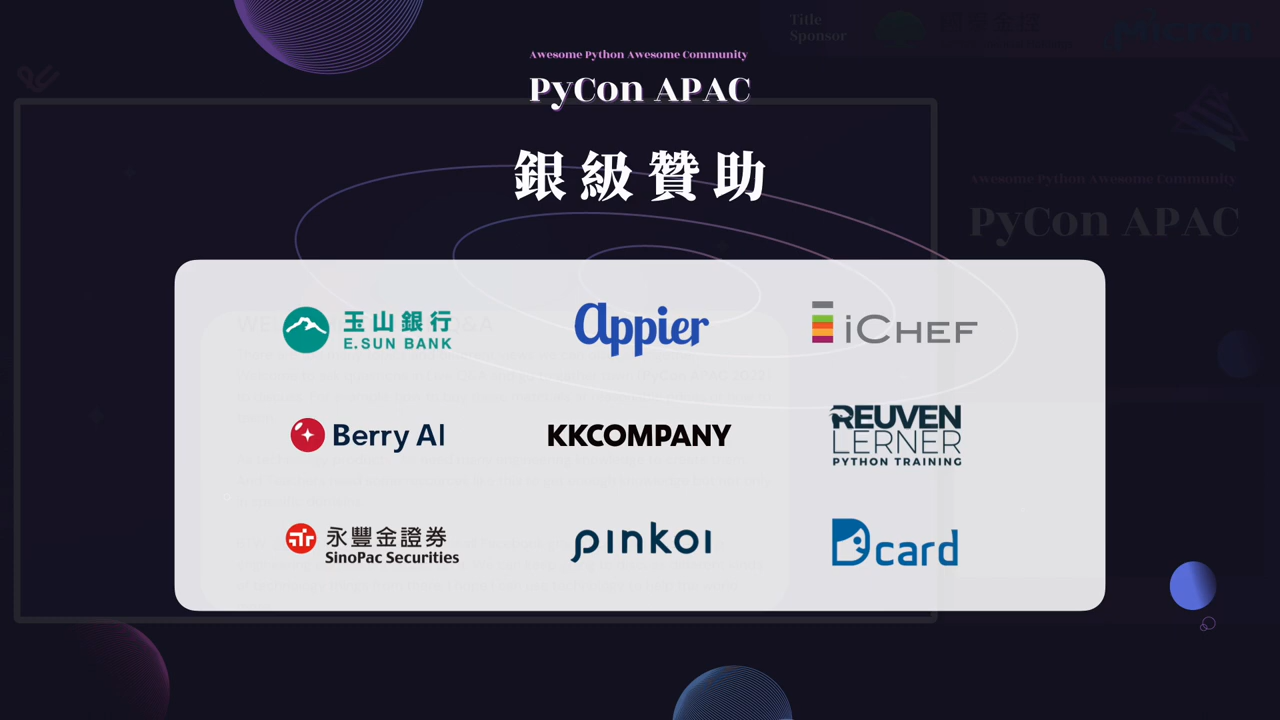 Title
Sponsor
Awesome Python Awesome Community
PyCon APAC
銀級贊助
Awesome Python Awesome Community
PyCon APAC
玉山銀行
E.SUN BANK
appier
iCHEF
Berry AI
KKCOMPANY
REUVEN
LERNER
PYTHON TRAINING
永豐金證券
SinoPac Securities
pinkoi
Dcard